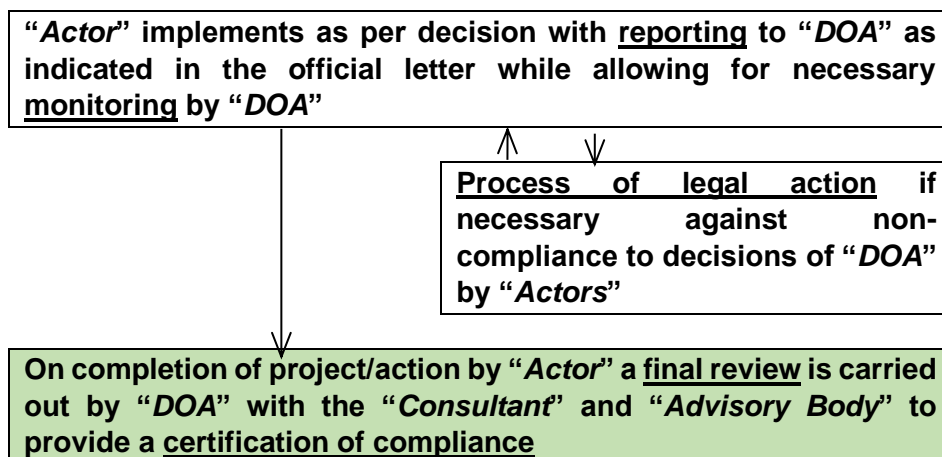 “Actor” implements as per decision with reporting to “DOA” as
indicated in the official letter while allowing for necessary
monitoring by “DOA”
Process of legal action if
necessary against non-
compliance to decisions of “DOA”
by “Actors”
On completion of project/action by “Actor” a final review is carried
out by “DOA” with the “Consultant” and “Advisory Body” to
provide a certification of compliance